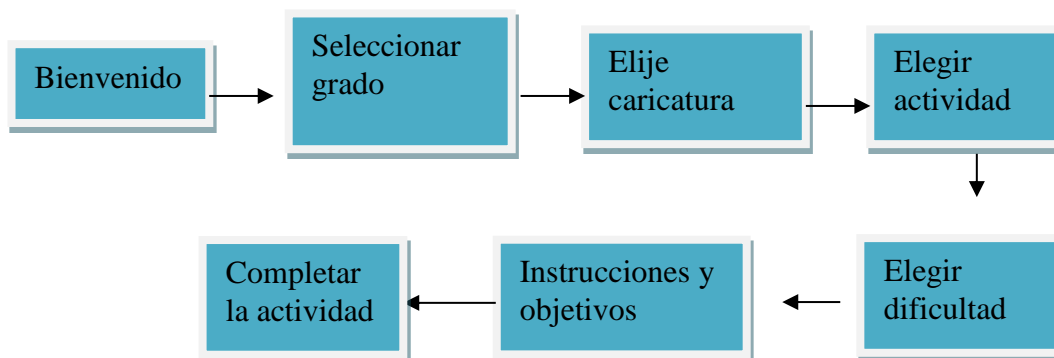 Bienvenido
Seleccionar
grado
Elije
caricatura
Elegir
actividad
Elegir
dificultad
Instrucciones y
objetivos
Completar
la actividad